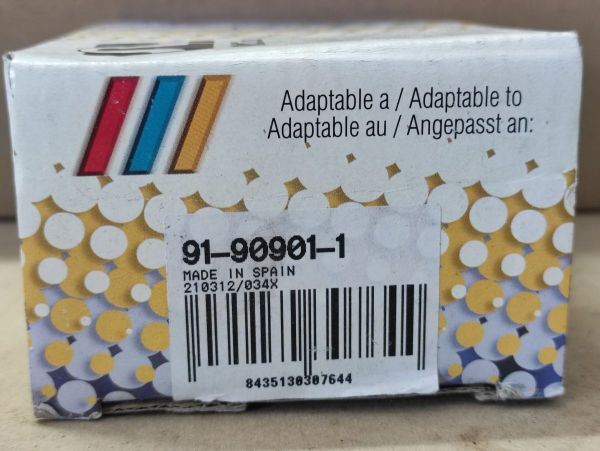 Adaptable a / Adaptable to
Adaptable au / Angepasst an:
91-90901-1
MADE IN SPAIN
210312/034X
8435130307644